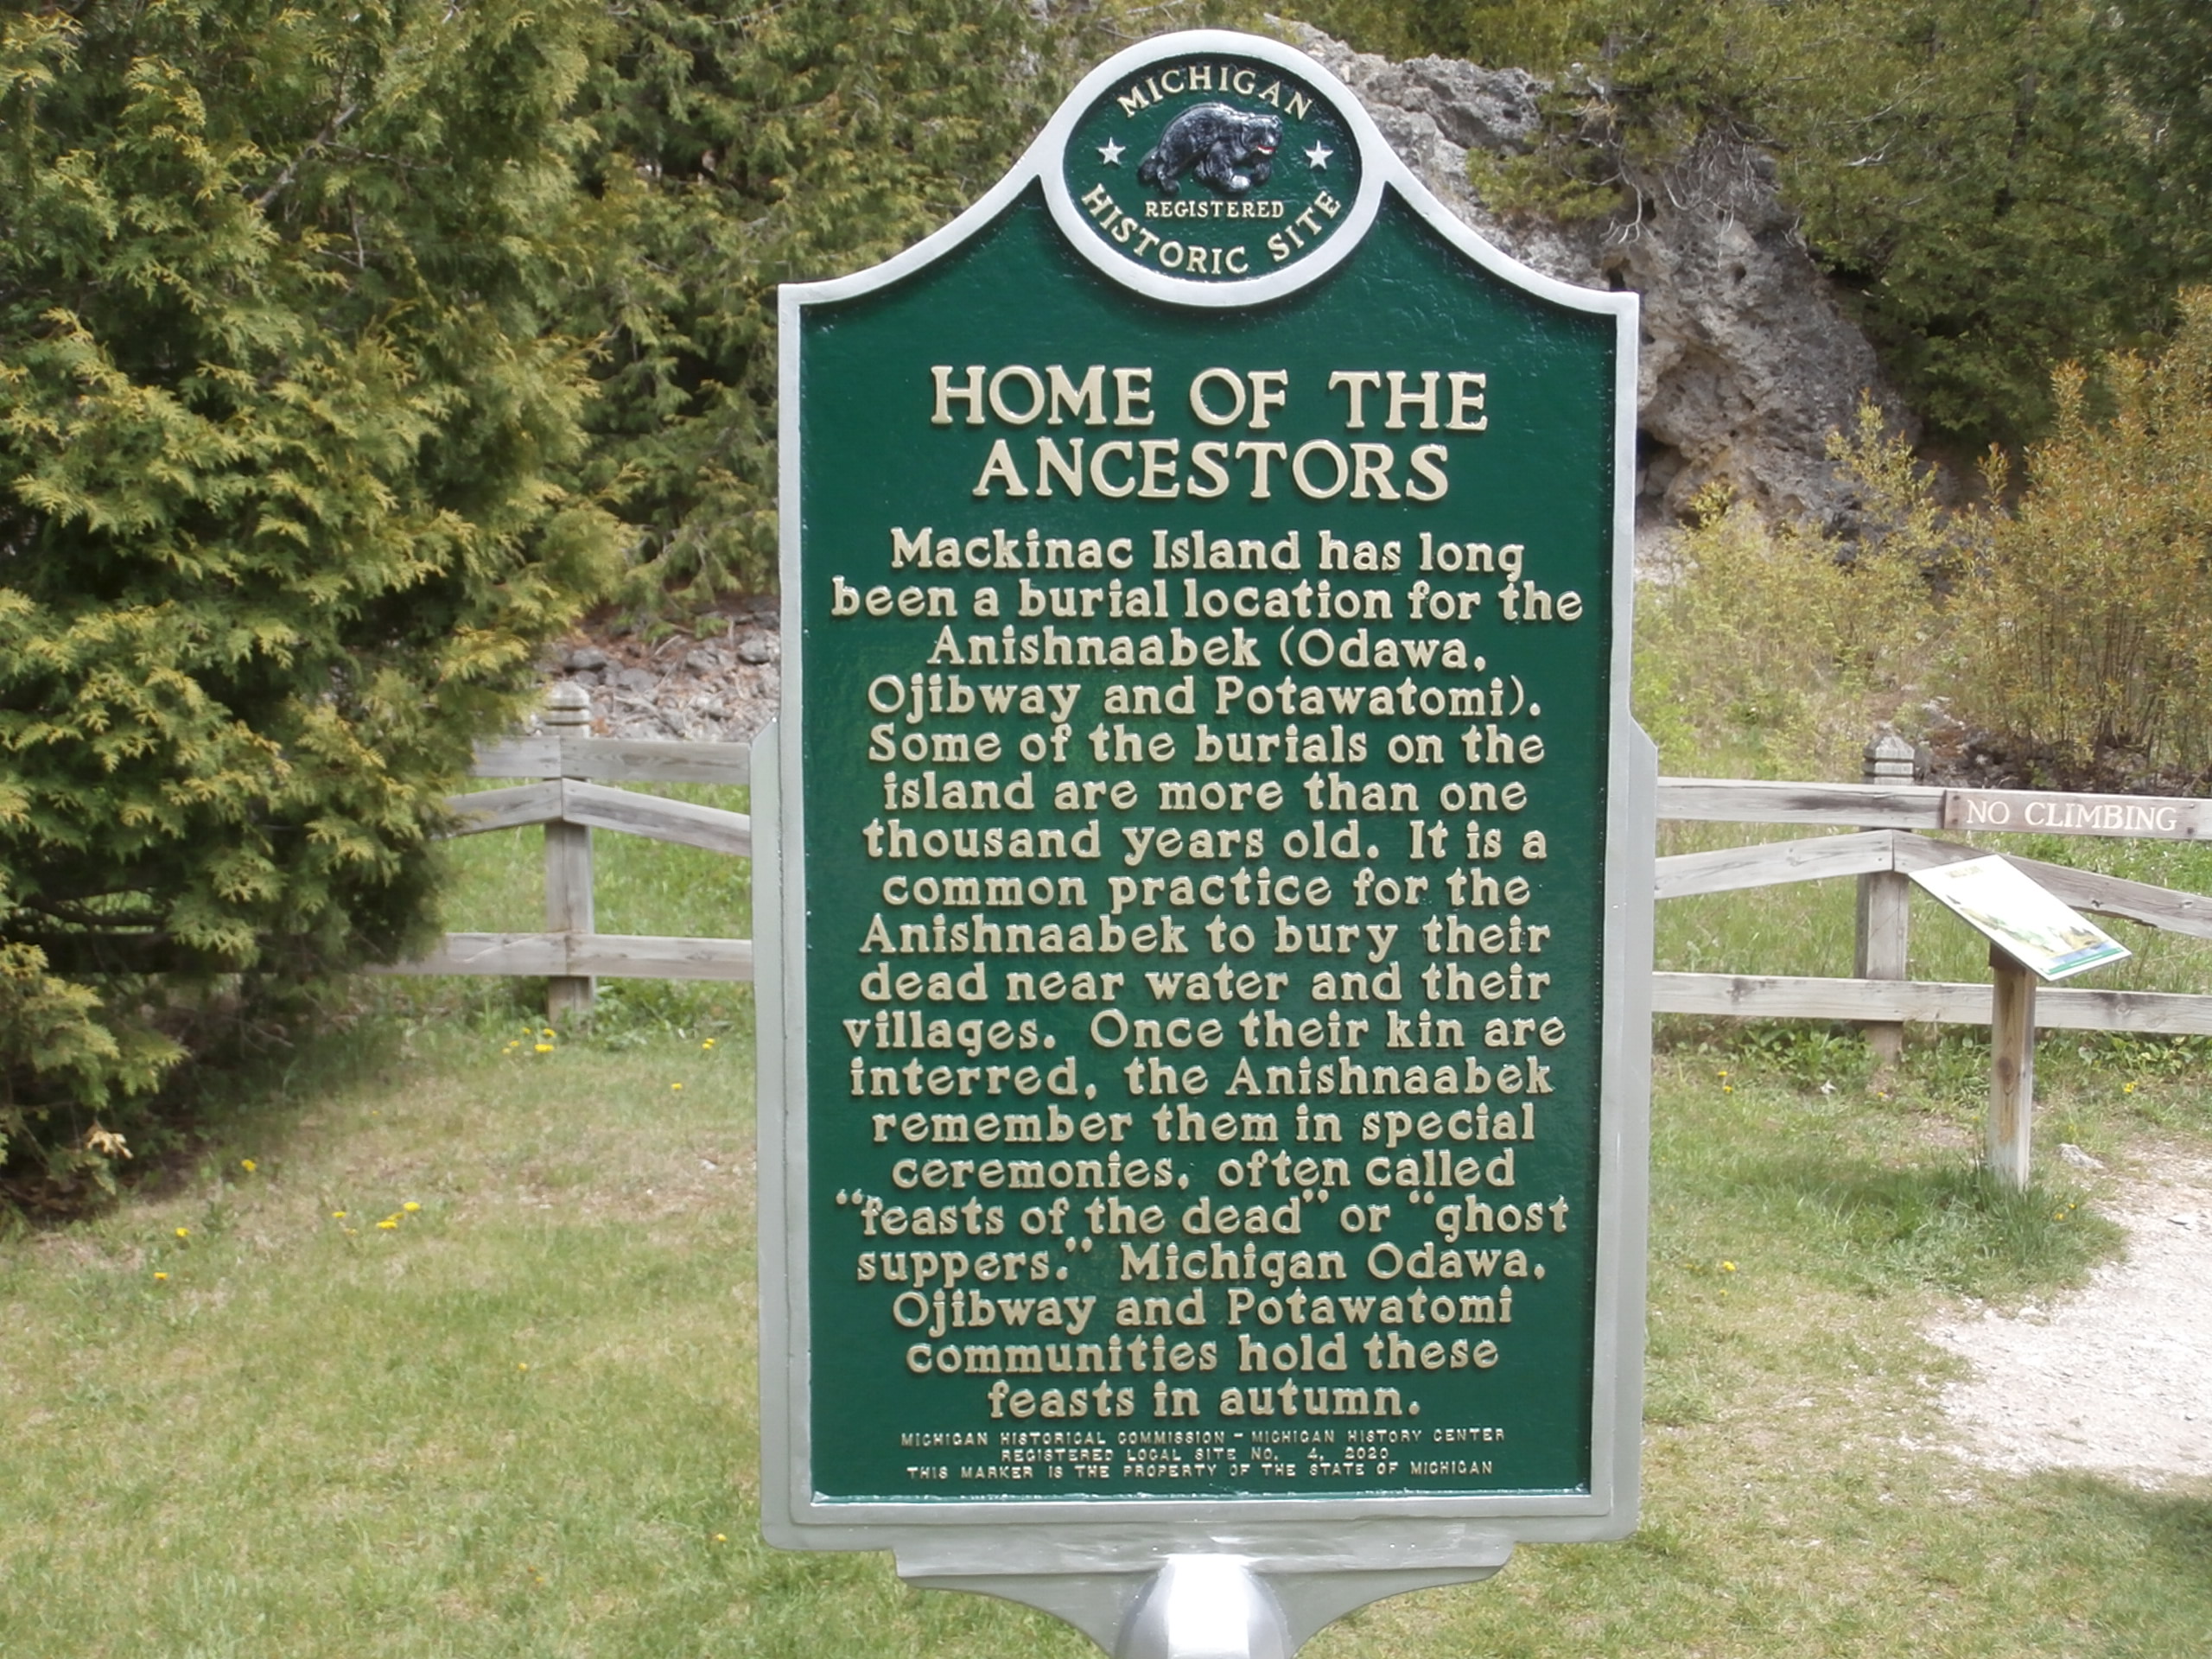 MICHIGAN
REGISTERED
HISTORIC SITE
HOME OF THE
ANCESTORS
Mackinac Island has long
been a burial location for the
Anishnaabek (Odawa,
Ojibway and Potawatomi).
Some of the burials on the
island are more than one
thousand years old. It is a
common practice for the
Anishnaabek to bury their
dead near water and their
villages. Once their kin are
interred, the Anishnaabek
remember them in special
ceremonies, often called
“feasts of the dead” or “ghost
suppers.” Michigan Odawa,
Ojibway and Potawatomi
communities hold these
feasts in autumn.
MICHIGAN HISTORICAL COMMISSION – MICHIGAN HISTORY CENTER
REGISTERED LOCAL SITE NO. 4, 2020
THIS MARKER IS THE PROPERTY OF THE STATE OF MICHIGAN
NO CLIMBING